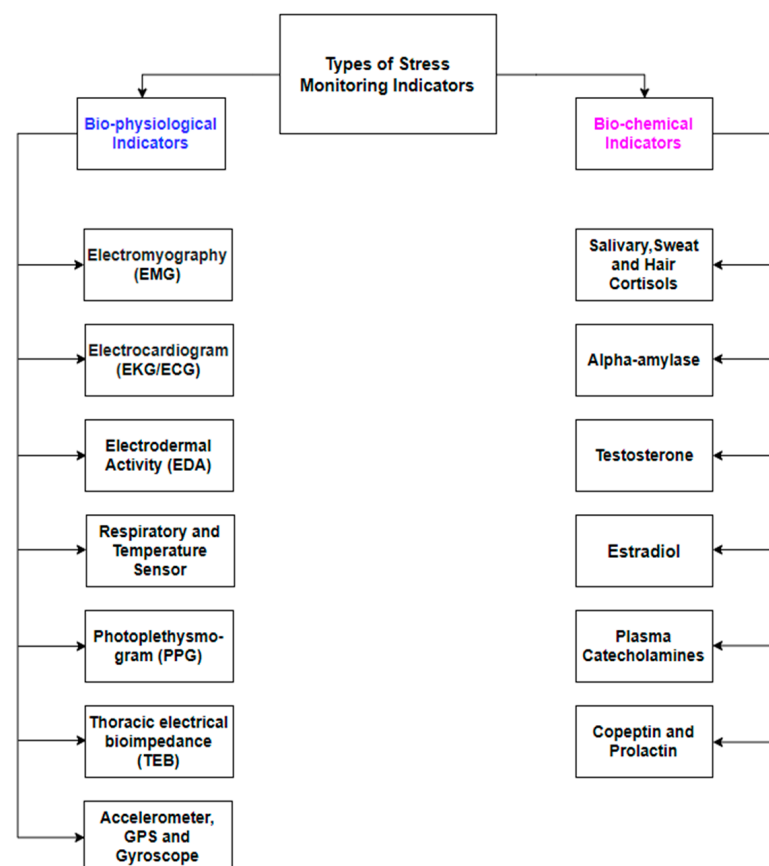 Types of Stress
Monitoring Indicators
Bio-physiological
Indicators
Bio-chemical
Indicators
Electromyography
(EMG)
Electrocardiogram
(EKG/ECG)
Electrodermal
Activity (EDA)
Respiratory and
Temperature
Sensor
Photoplethysmo-
gram (PPG)
Thoracic electrical
bioimpedance
(TEB)
Accelerometer,
GPS and
Gyroscope
Salivary,Sweat
and Hair
Cortisols
Alpha-amylase
Testosterone
Estradiol
Plasma
Catecholamines
Copeptin and
Prolactin